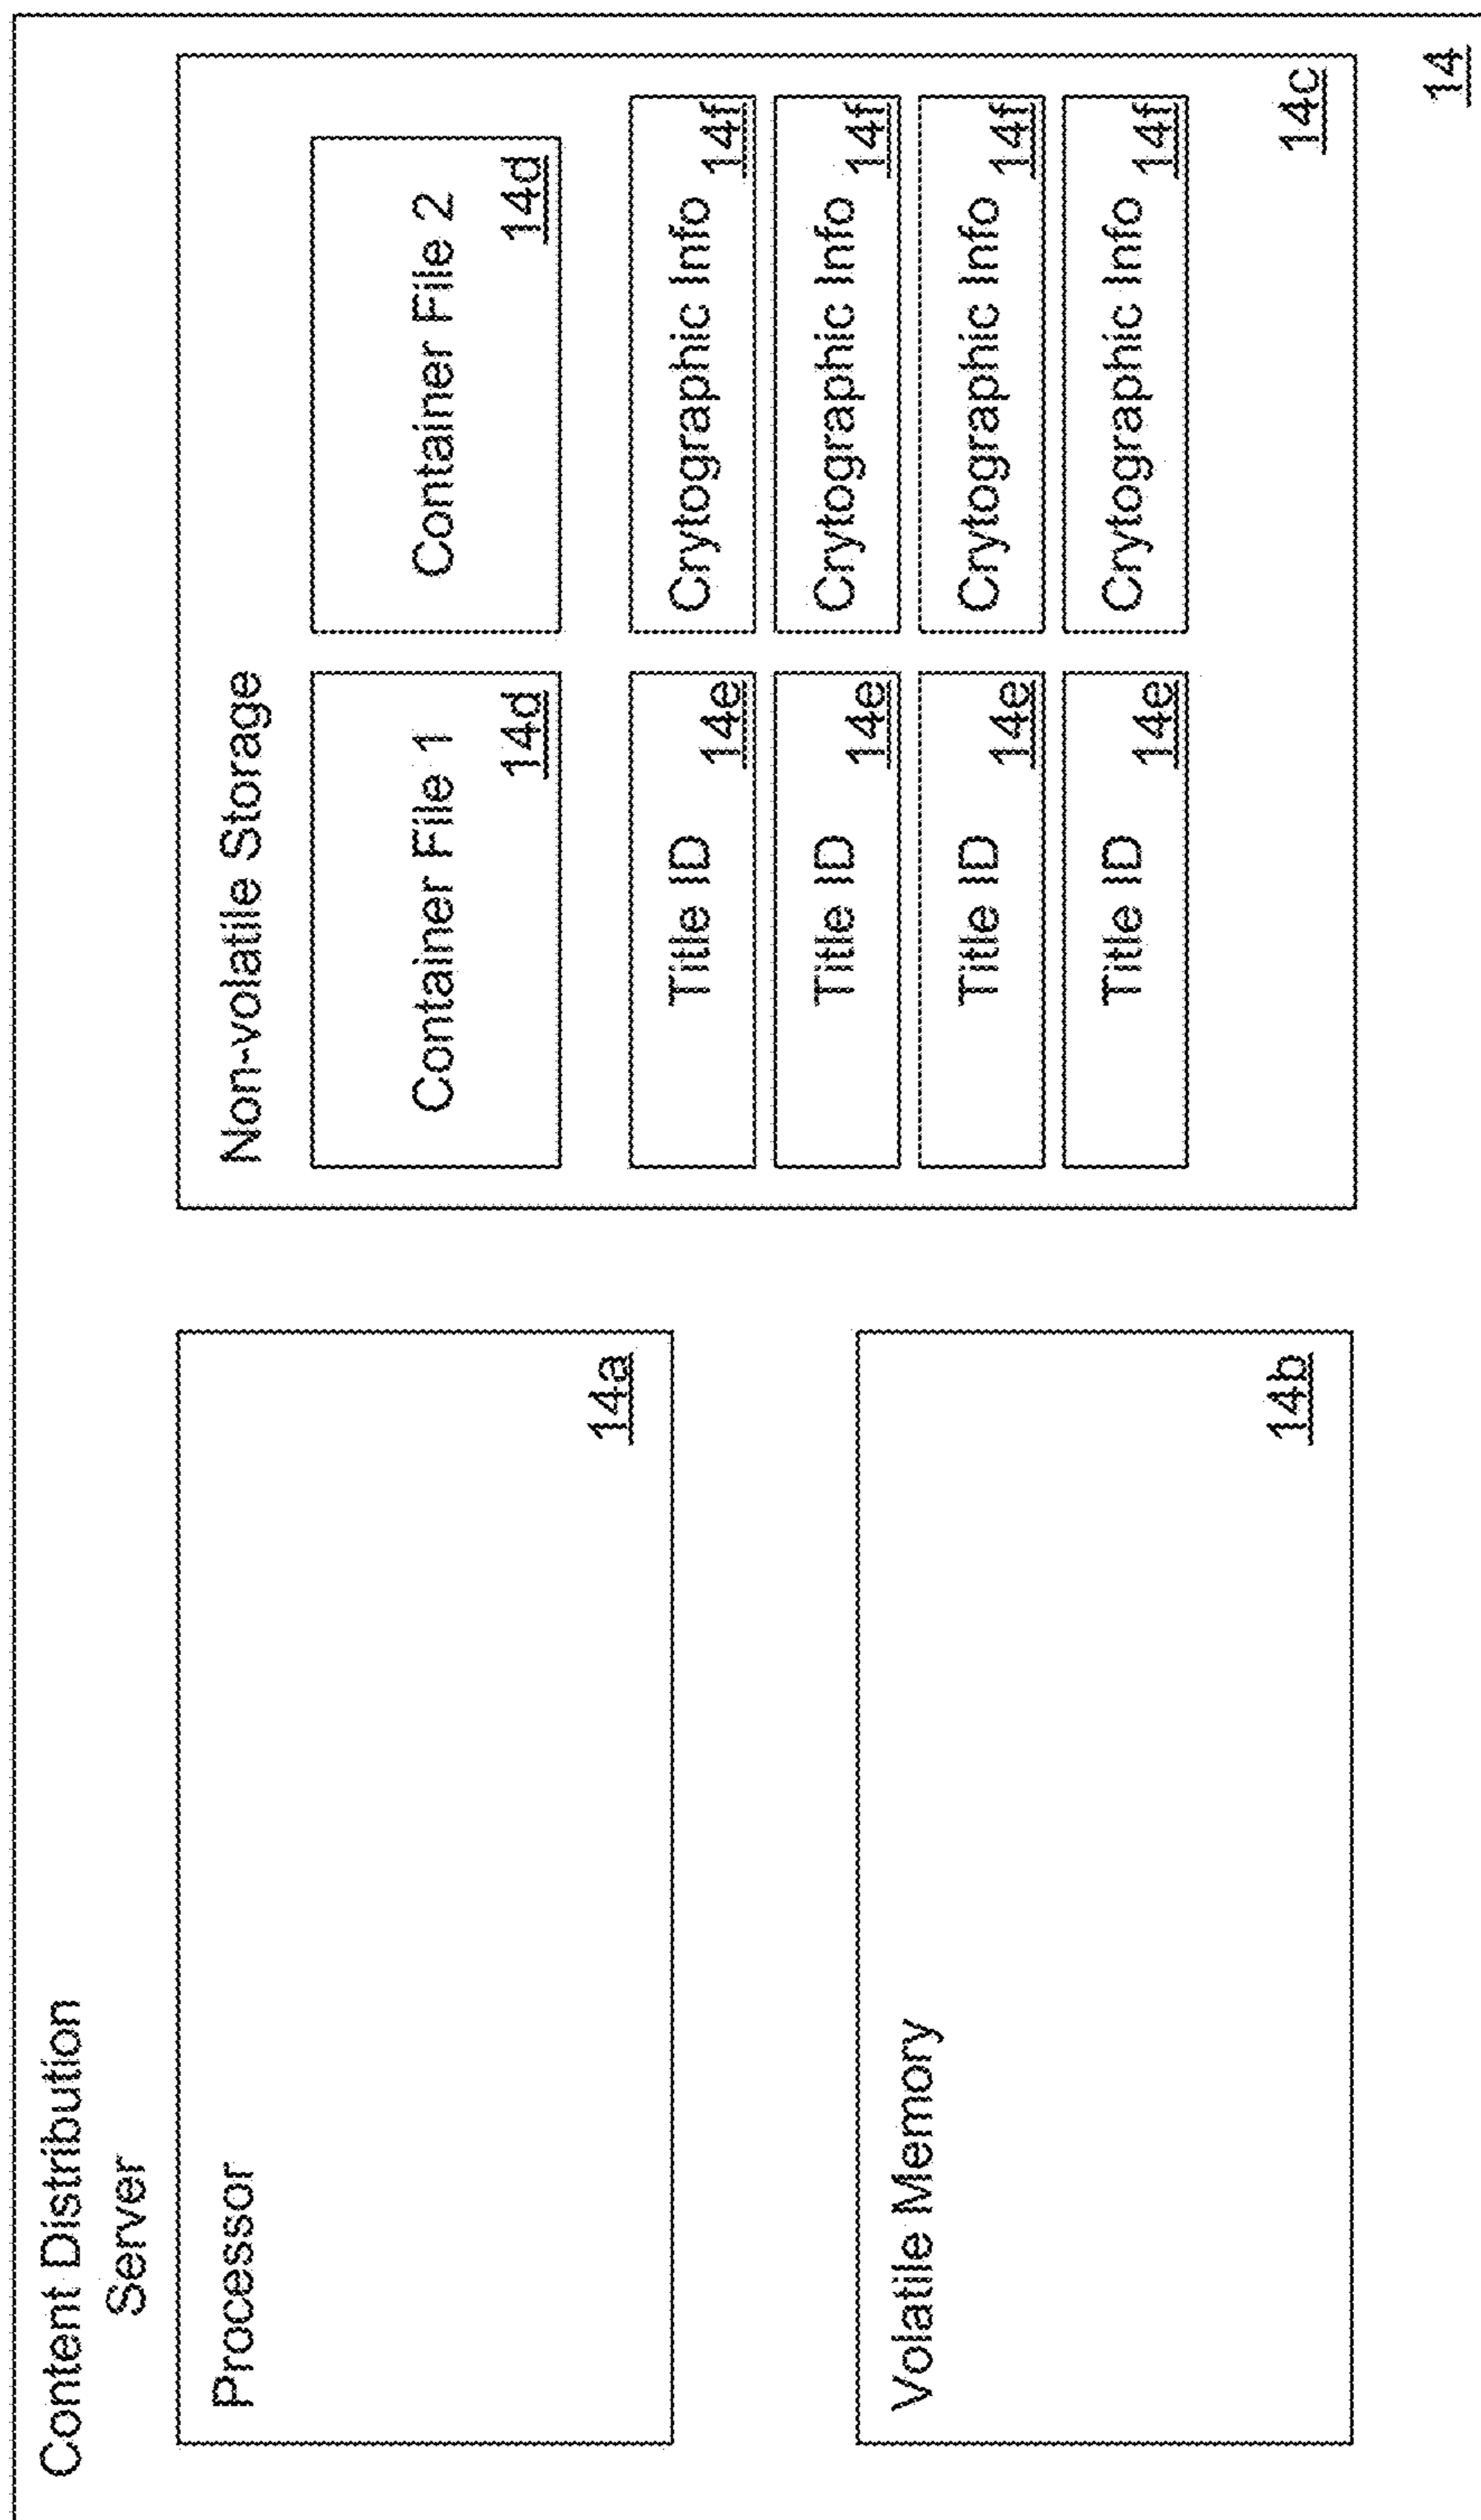 Content Distribution
Server
Processor
14a
Volatile Memory
14b
Non-volatile Storage
Container File 1
14d
Container File 2
14d
Title ID
14e
Crytographic Info
14f
Title ID
14e
Crytographic Info
14f
Title ID
14e
Crytographic Info
14f
Title ID
14e
Crytographic Info
14f
14c
14